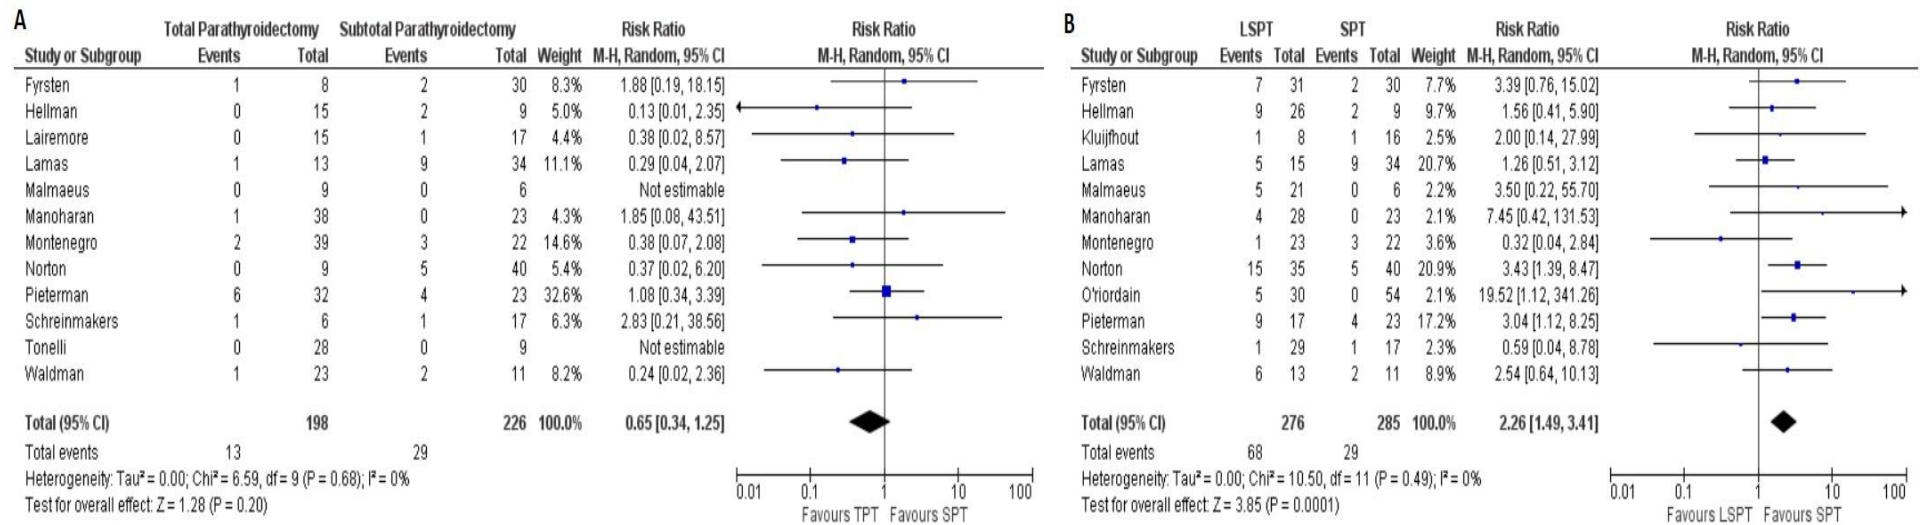 A
Total Parathyroidectomy Subtotal Parathyroidectomy Risk Ratio Risk Ratio
Study or Subgroup Events Total Events Total Weight M-H, Random, 95% CI M-H, Random, 95% CI
Fyrsten 1 8 2 30 8.3% 1.88 [0.19, 18.15]
Hellman 0 15 2 9 5.0% 0.13 [0.01, 2.35]
Lairemore 0 15 1 17 4.4% 0.38 [0.02, 8.57]
Lamas 1 13 9 34 11.1% 0.29 [0.04, 2.07]
Malmaeus 0 9 0 6 Not estimable
Manoharan 1 38 0 23 4.3% 1.85 [0.08, 43.51]
Montenegro 2 39 3 22 14.6% 0.38 [0.07, 2.08]
Norton 0 9 5 40 5.4% 0.37 [0.02, 6.20]
Pieterman 6 32 4 23 32.6% 1.08 [0.34, 3.39]
Schreinmakers 1 6 1 17 6.3% 2.83 [0.21, 38.56]
Tonelli 0 28 0 9 Not estimable
Waldman 1 23 2 11 8.2% 0.24 [0.02, 2.36]
Total (95% CI) 198 226 100.0% 0.65 [0.34, 1.25]
Total events 13 29
Heterogeneity: Tau² = 0.00; Chi² = 6.59, df = 9 (P = 0.68); I² = 0%
Test for overall effect: Z = 1.28 (P = 0.20)
0.01 0.1 1 10 100
Favours TPT Favours SPT
B
LSPT SPT Risk Ratio Risk Ratio
Study or Subgroup Events Total Events Total Weight M-H, Random, 95% CI M-H, Random, 95% CI
Fyrsten 7 31 2 30 7.7% 3.39 [0.76, 15.02]
Hellman 9 26 2 9 9.7% 1.56 [0.41, 5.90]
Kluijfhout 1 8 1 16 2.5% 2.00 [0.14, 27.99]
Lamas 5 15 9 34 20.7% 1.26 [0.51, 3.12]
Malmaeus 5 21 0 6 2.2% 3.50 [0.22, 55.70]
Manoharan 4 28 0 23 2.1% 7.45 [0.42, 131.53]
Montenegro 1 23 3 22 3.6% 0.32 [0.04, 2.84]
Norton 15 35 5 40 20.9% 3.43 [1.39, 8.47]
O'riordain 5 30 0 54 2.1% 19.52 [1.12, 341.26]
Pieterman 9 17 4 23 17.2% 3.04 [1.12, 8.25]
Schreinmakers 1 29 1 17 2.3% 0.59 [0.04, 8.78]
Waldman 6 13 2 11 8.9% 2.54 [0.64, 10.13]
Total (95% CI) 276 285 100.0% 2.26 [1.49, 3.41]
Total events 68 29
Heterogeneity: Tau² = 0.00; Chi² = 10.50, df = 11 (P = 0.49); I² = 0%
Test for overall effect: Z = 3.85 (P = 0.0001)
0.01 0.1 1 10 100
Favours LSPT Favours SPT